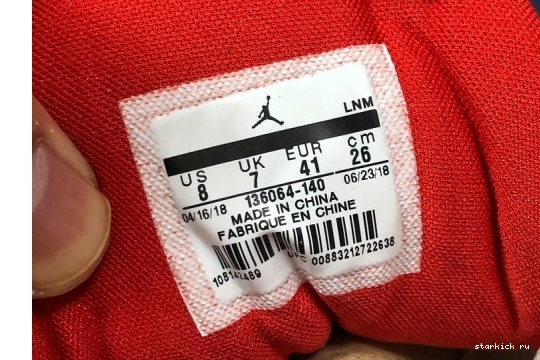 LNM
US UK EUR cm
8 7 41 26
04/16/18 136064-140 06/23/18
MADE IN CHINA
FABRIQUE EN CHINE
UPC 00883212722638
starkick ru